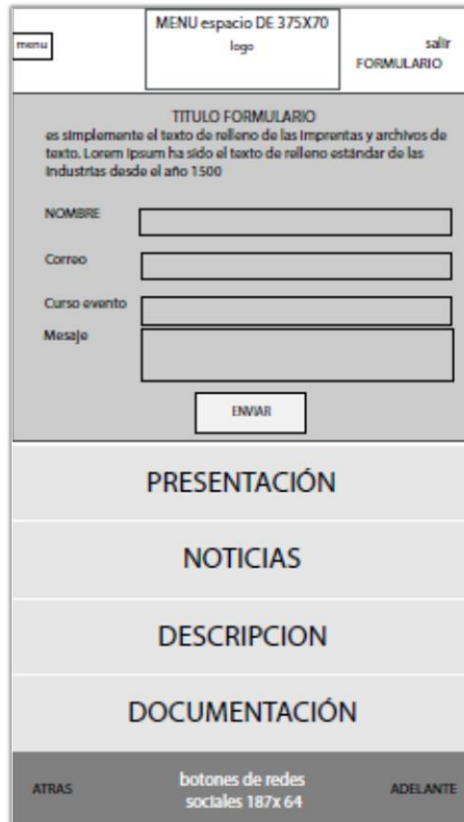 MENU espacio DE 375X70
menu
logo
salir
FORMULARIO
TITULO FORMULARIO
es simplemente el texto de relleno de las imprentas y archivos de
texto. Lorem Ipsum ha sido el texto de relleno estándar de las
industrias desde el año 1500
NOMBRE
Correo
Curso evento
Mesaje
ENVIAR
PRESENTACIÓN
NOTICIAS
DESCRIPCION
DOCUMENTACIÓN
ATRAS
botones de redes
sociales 187x 64
ADELANTE